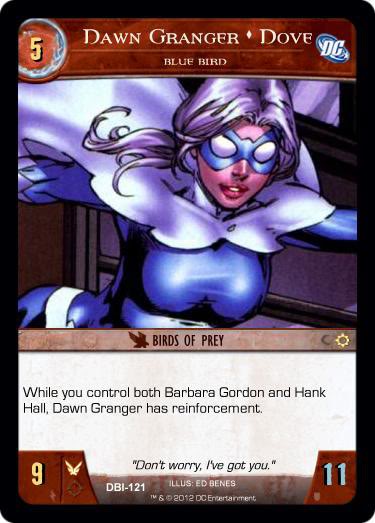 5
DAWN GRANGER ♦ DOVE
DC
BLUE BIRD
BIRDS OF PREY
While you control both Barbara Gordon and Hank
Hall, Dawn Granger has reinforcement.
"Don't worry, I've got you."
9
11
DBI-121
ILLUS: ED BENES
™ & © 2012 DC Entertainment